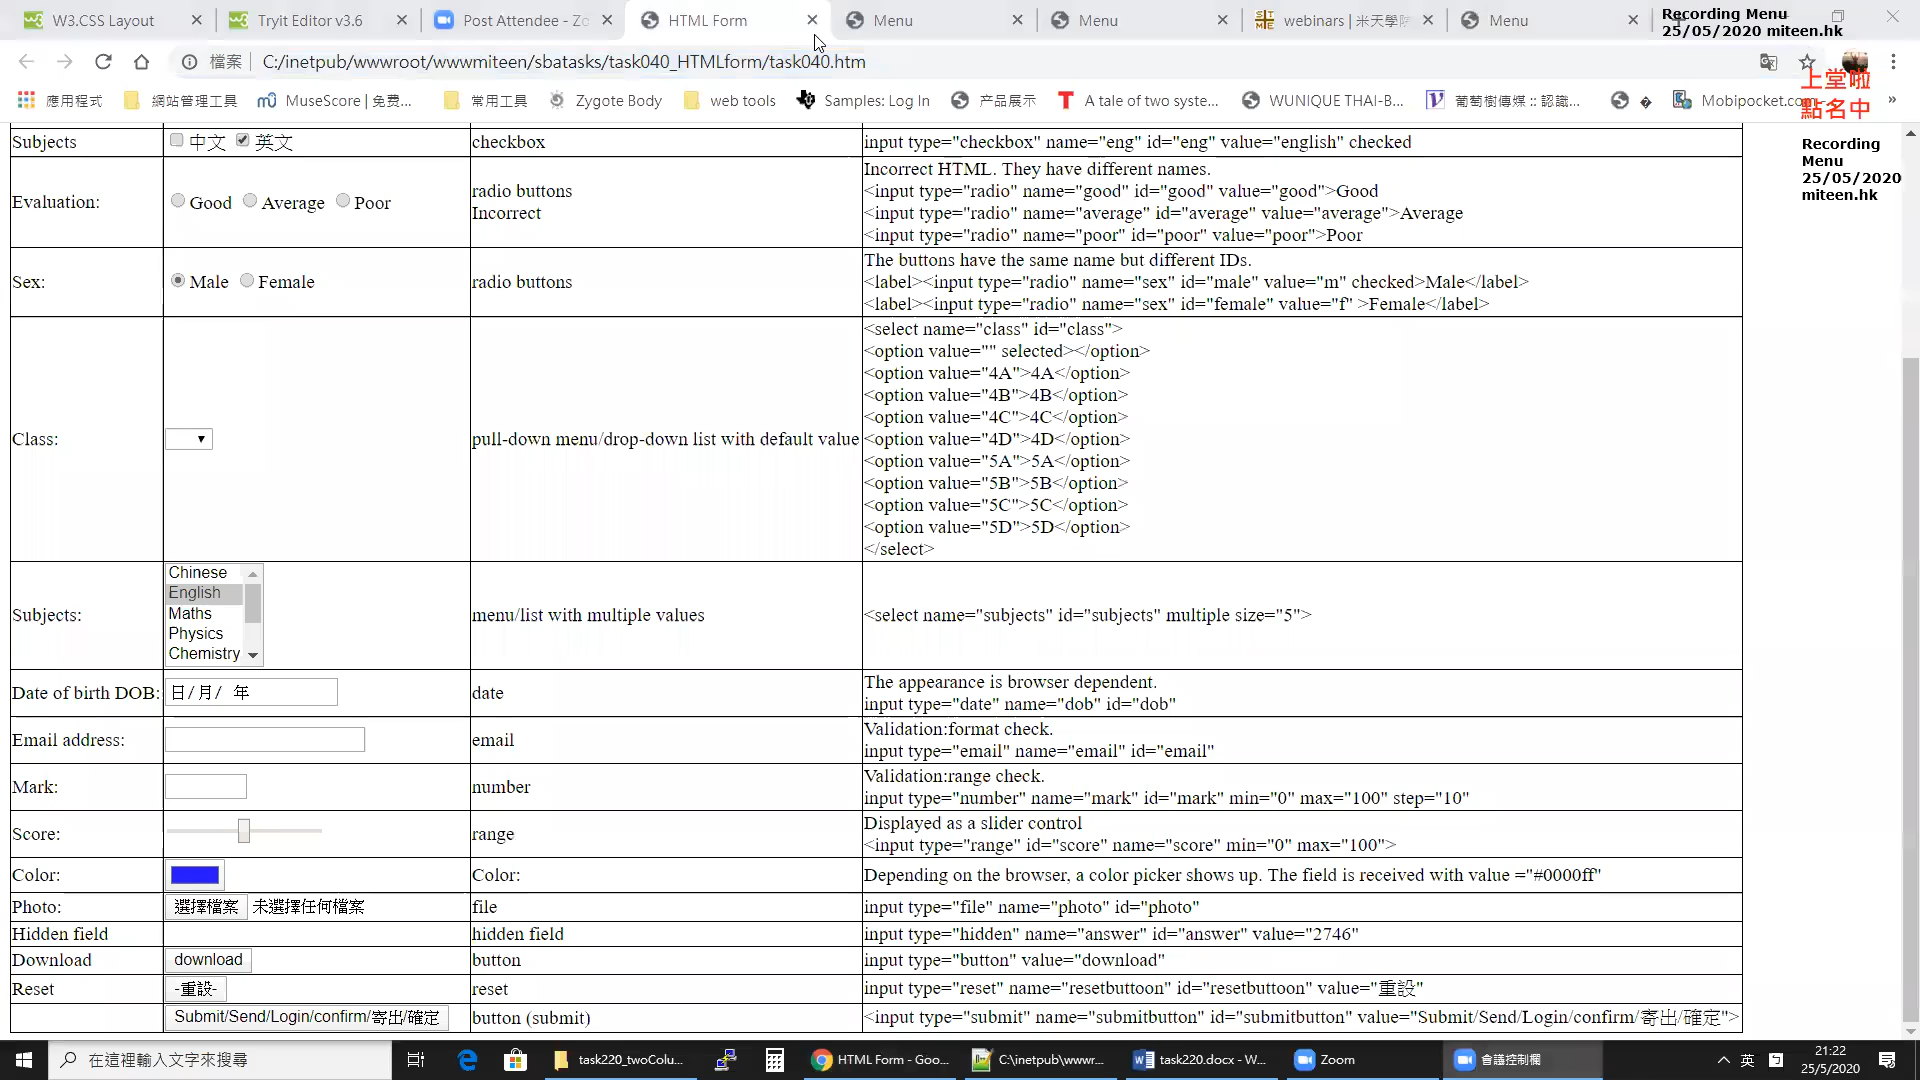 W3.CSS Layout
Tryit Editor v3.6
Post Attendee - Zo
HTML Form
Menu
Menu
webinars | 米天學院
Menu
Recording Menu
25/05/2020 miteen.hk
檔案 C:/inetpub/wwwroot/wwwmiteen/sbatasks/task040_HTMLform/task040.htm
應用程式
網站管理工具
MuseScore | 免費...
常用工具
Zygote Body
web tools
Samples: Log In
产品展示
A tale of two syste...
WUNIQUE THAI-B...
葡萄樹傳媒 :: 認識...
Mobipocket.com
»
上堂啦
點名中
Recording
Menu
25/05/2020
miteen.hk
Subjects 中文 英文 checkbox input type="checkbox" name="eng" id="eng" value="english" checked
Evaluation: Good Average Poor
radio buttons
Incorrect
Incorrect HTML. They have different names.
<input type="radio" name="good" id="good" value="good">Good
<input type="radio" name="average" id="average" value="average">Average
<input type="radio" name="poor" id="poor" value="poor">Poor
Sex: Male Female radio buttons
The buttons have the same name but different IDs.
<label><input type="radio" name="sex" id="male" value="m" checked>Male</label>
<label><input type="radio" name="sex" id="female" value="f" >Female</label>
Class: pull-down menu/drop-down list with default value
<select name="class" id="class">
<option value="" selected></option>
<option value="4A">4A</option>
<option value="4B">4B</option>
<option value="4C">4C</option>
<option value="4D">4D</option>
<option value="5A">5A</option>
<option value="5B">5B</option>
<option value="5C">5C</option>
<option value="5D">5D</option>
</select>
Subjects:
Chinese
English
Maths
Physics
Chemistry
menu/list with multiple values <select name="subjects" id="subjects" multiple size="5">
Date of birth DOB: 日/月/ 年 date
The appearance is browser dependent.
input type="date" name="dob" id="dob"
Email address: email
Validation:format check.
input type="email" name="email" id="email"
Mark: number
Validation:range check.
input type="number" name="mark" id="mark" min="0" max="100" step="10"
Score: range
Displayed as a slider control
<input type="range" id="score" name="score" min="0" max="100">
Color: Color: Depending on the browser, a color picker shows up. The field is received with value ="#0000ff"
Photo: 選擇檔案 未選擇任何檔案 file input type="file" name="photo" id="photo"
Hidden field hidden field input type="hidden" name="answer" id="answer" value="2746"
Download download button input type="button" value="download"
Reset -重設- reset input type="reset" name="resetbuttoon" id="resetbuttoon" value="重設"
Submit/Send/Login/confirm/寄出/確定 button (submit) <input type="submit" name="submitbutton" id="submitbutton" value="Submit/Send/Login/confirm/寄出/確定">
在這裡輸入文字來搜尋
task220_twoColu...
HTML Form - Goo...
C:\inetpub\wwwr...
task220.docx - W...
Zoom
會議控制欄
英
21:22
25/5/2020